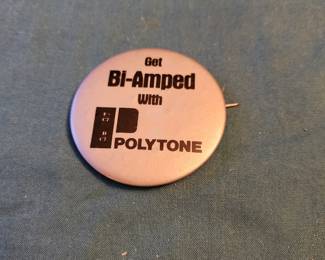 Get
Bi-Amped
With
POLYTONE